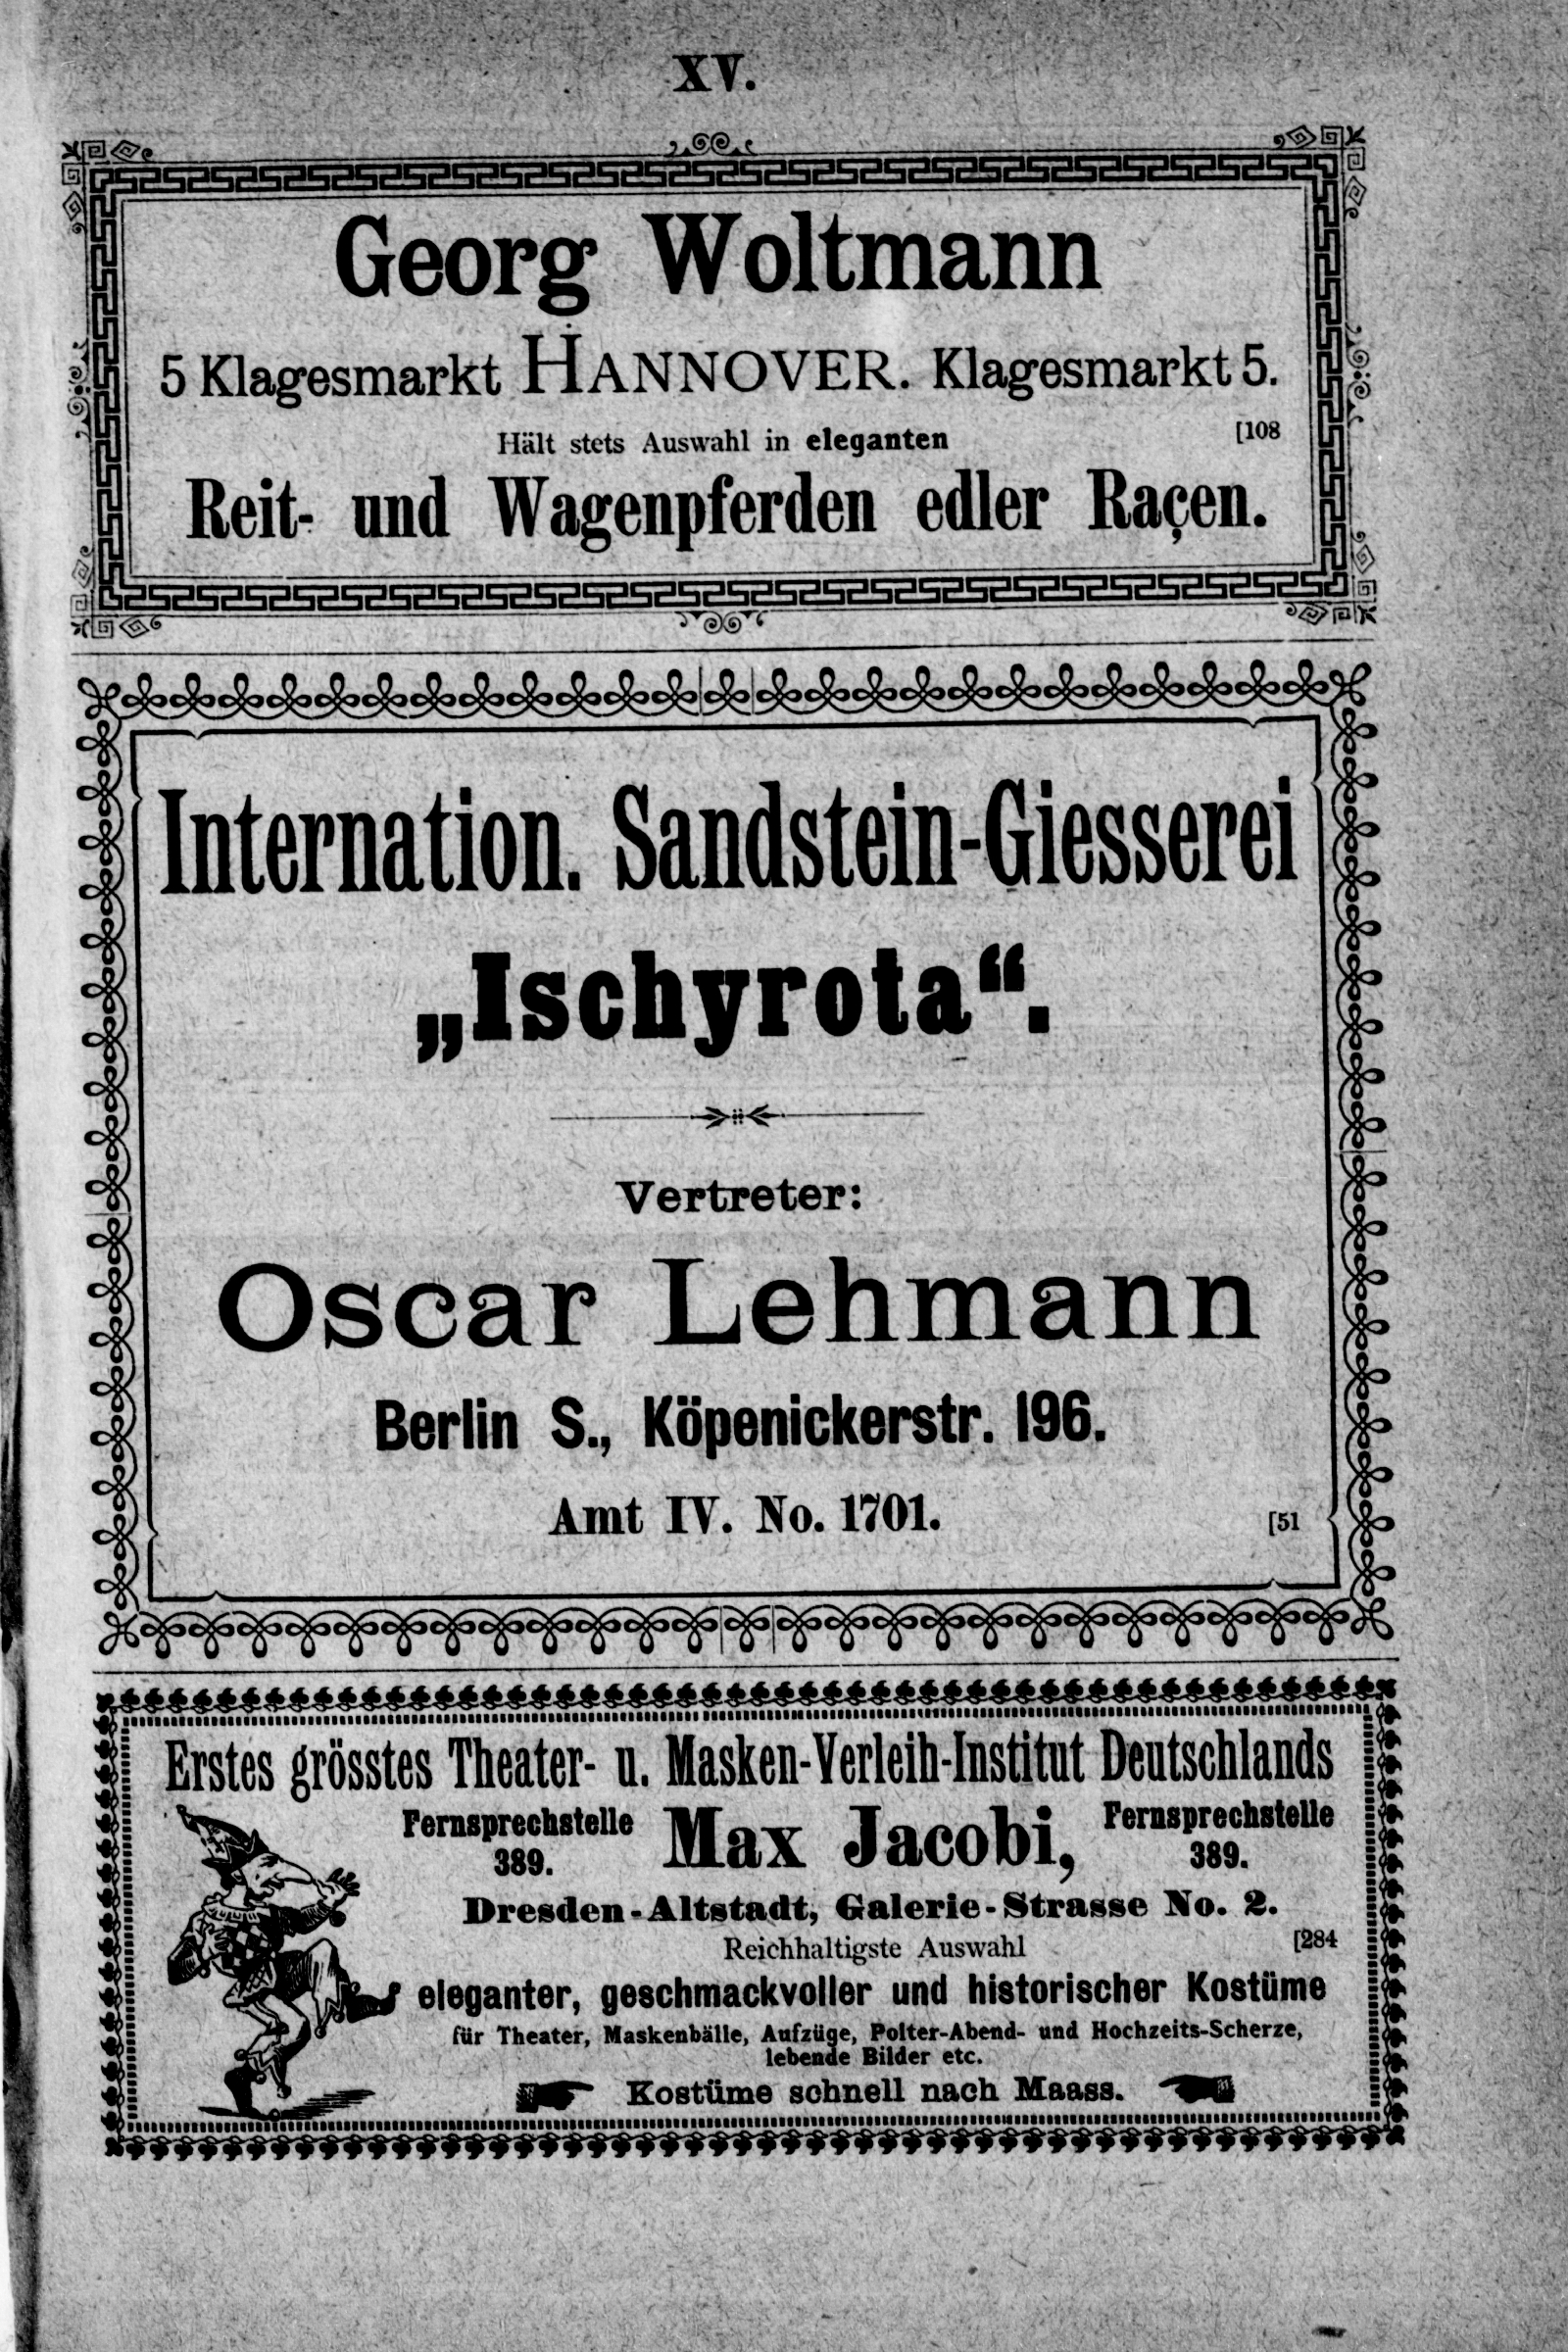 XV.
Georg Woltmann
5 Klagesmarkt HANNOVER. Klagesmarkt 5.
Hält stets Auswahl in eleganten [108
Reit- und Wagenpferden edler Raçen.
Internation. Sandstein-Giesserei
„Ischyrota“.
Vertreter:
Oscar Lehmann
Berlin S., Köpenickerstr. 196.
Amt IV. No. 1701.
[51
Erstes grösstes Theater- u. Masken-Verleih-Institut Deutschlands
Fernsprechstelle 389. Max Jacobi, Fernsprechstelle 389.
Dresden-Altstadt, Galerie-Strasse No. 2.
Reichhaltigste Auswahl [284
eleganter, geschmackvoller und historischer Kostüme
für Theater, Maskenbälle, Aufzüge, Polter-Abend- und Hochzeits-Scherze,
lebende Bilder etc.
Kostüme schnell nach Maass.